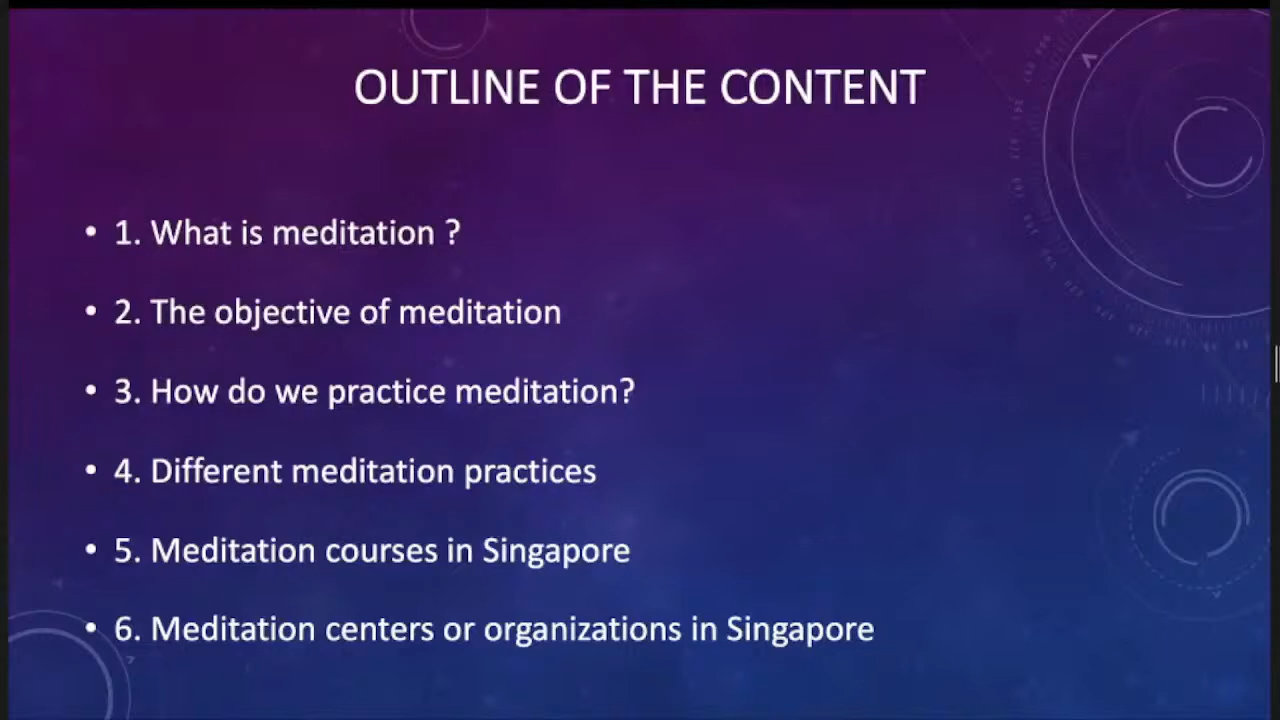 OUTLINE OF THE CONTENT
• 1. What is meditation ?
• 2. The objective of meditation
• 3. How do we practice meditation?
• 4. Different meditation practices
• 5. Meditation courses in Singapore
• 6. Meditation centers or organizations in Singapore